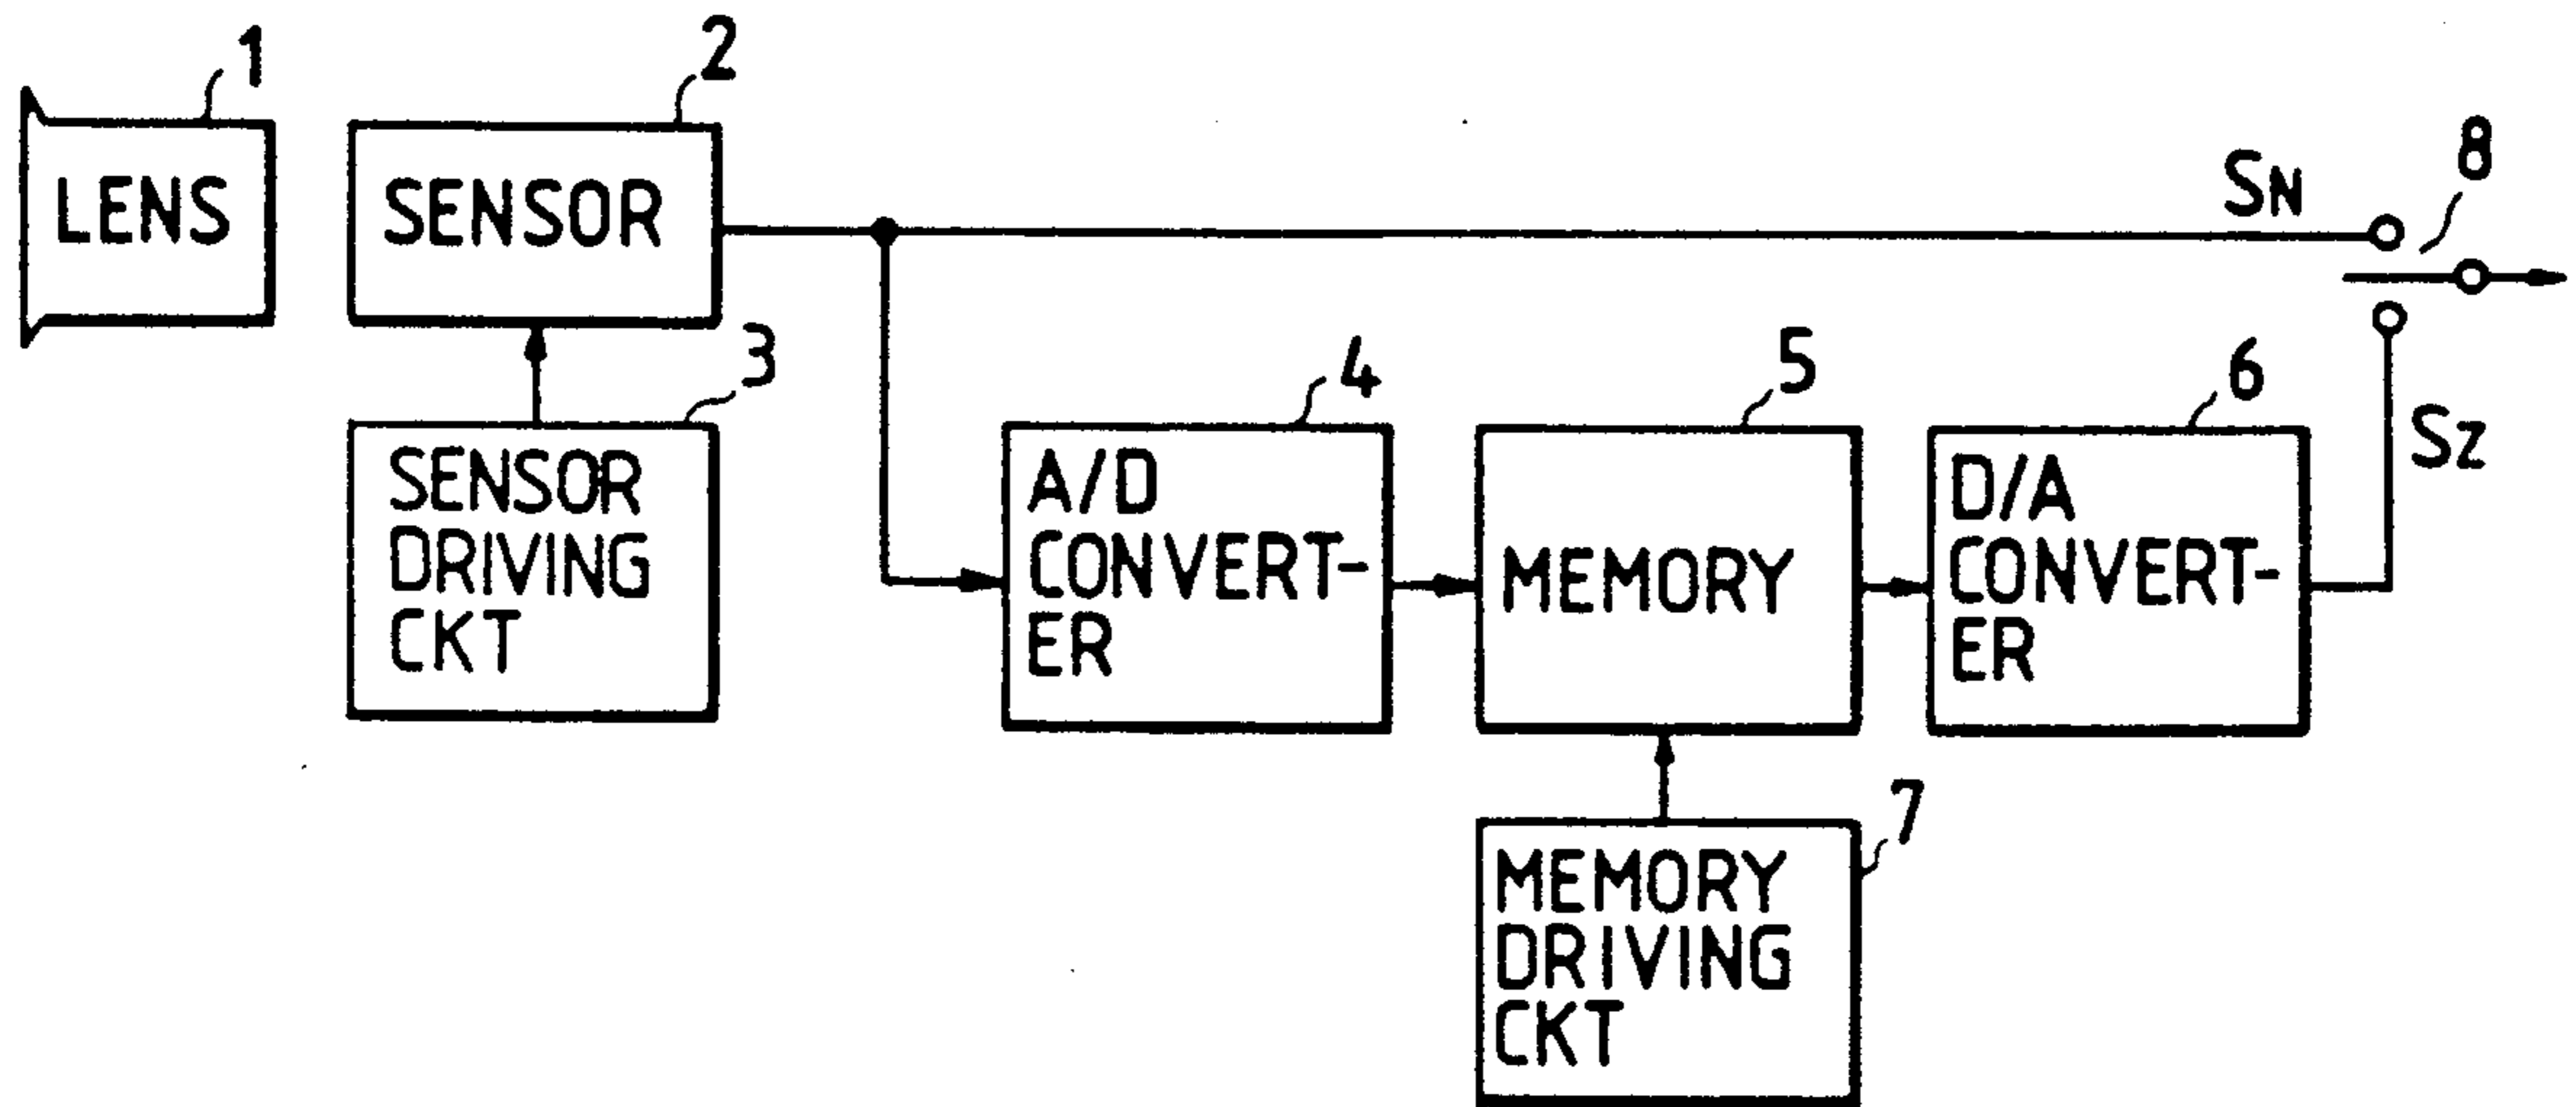 1
2
LENS
SENSOR
SN
8
3
SENSOR
DRIVING
CKT
4
A/D
CONVERT-
ER
5
MEMORY
6
D/A
CONVERT-
ER
SZ
7
MEMORY
DRIVING
CKT